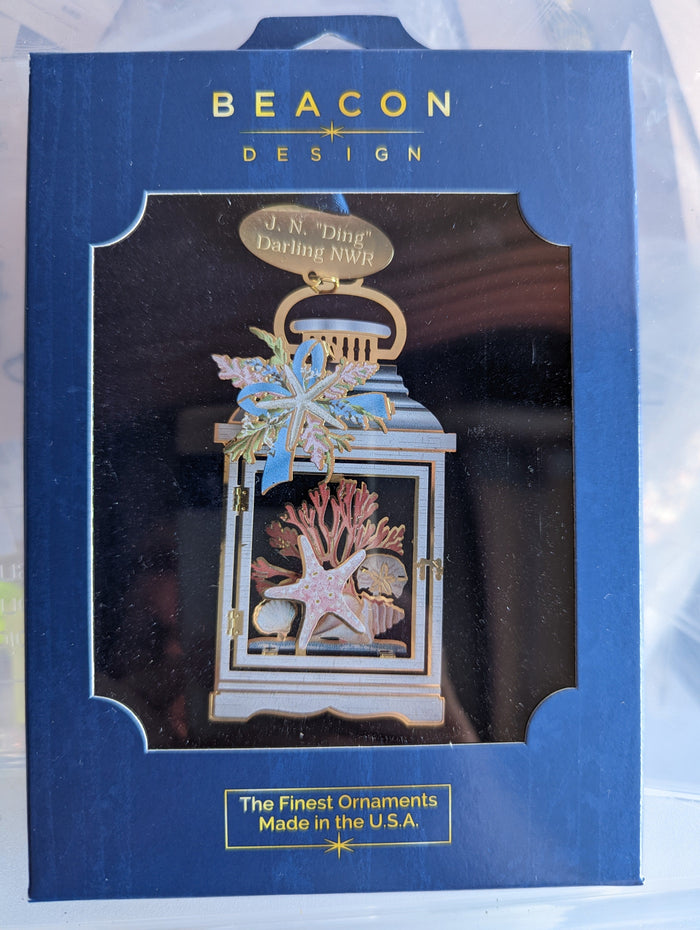 BEACON
DESIGN
J. N. "Ding"
Darling NWR
The Finest Ornaments
Made in the U.S.A.